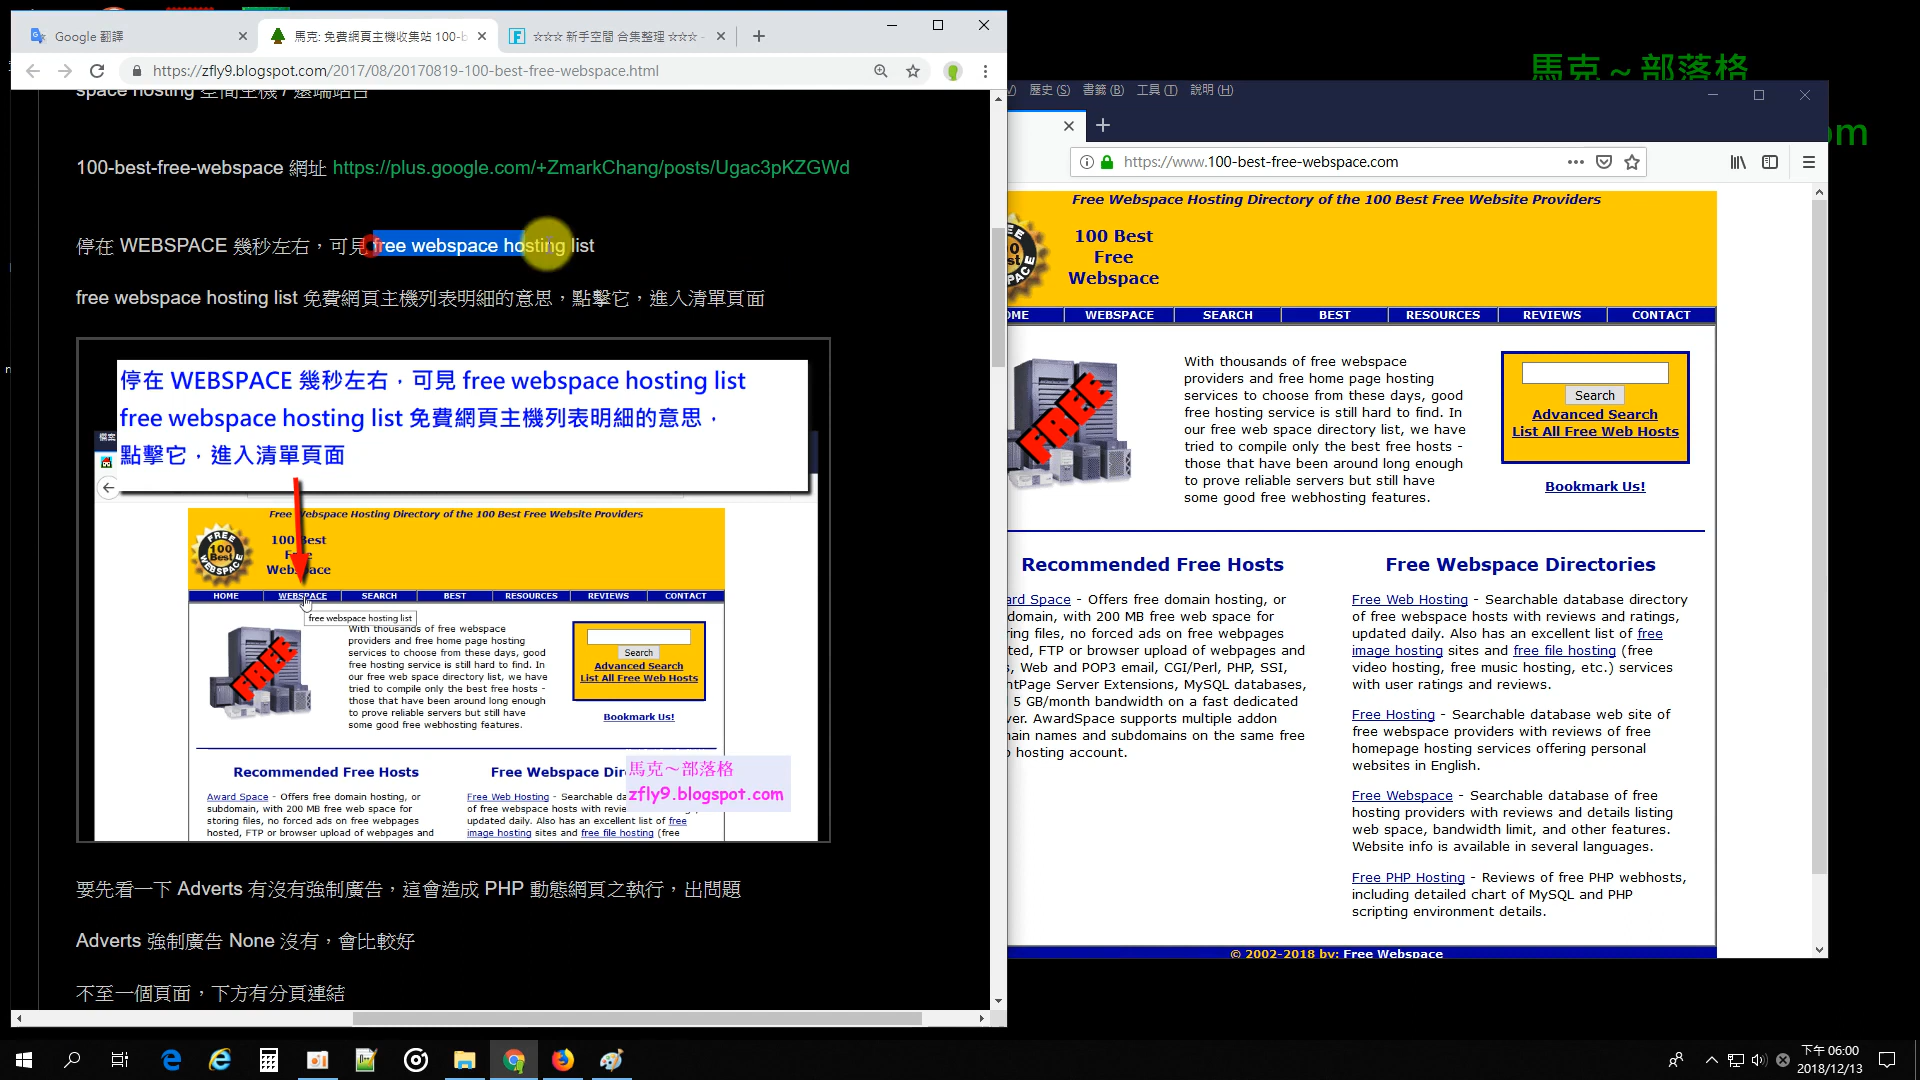 Google 翻譯
馬克: 免費網頁主機收集站 100-b
☆☆☆ 新手空間 合集整理 ☆☆☆ -
https://zfly9.blogspot.com/2017/08/20170819-100-best-free-webspace.html
space hosting 空間主機 / 遠端站台
100-best-free-webspace 網址 https://plus.google.com/+ZmarkChang/posts/Ugac3pKZGWd
停在 WEBSPACE 幾秒左右，可見 free webspace hosting list
free webspace hosting list 免費網頁主機列表明細的意思，點擊它，進入清單頁面
停在 WEBSPACE 幾秒左右，可見 free webspace hosting list
free webspace hosting list 免費網頁主機列表明細的意思，
點擊它，進入清單頁面
Free Webspace Hosting Directory of the 100 Best Free Website Providers
FREE
100
Best
WEBSPACE
100 Best
Free
Webspace
HOME WEBSPACE SEARCH BEST RESOURCES REVIEWS CONTACT
free webspace hosting list
FREE
With thousands of free webspace
providers and free home page hosting
services to choose from these days, good
free hosting service is still hard to find. In
our free web space directory list, we have
tried to compile only the best free hosts -
those that have been around long enough
to prove reliable servers but still have
some good free webhosting features.
Search
Advanced Search
List All Free Web Hosts
Bookmark Us!
Recommended Free Hosts
Award Space - Offers free domain hosting, or
subdomain, with 200 MB free web space for
storing files, no forced ads on free webpages
hosted, FTP or browser upload of webpages and
Free Webspace Dir
Free Web Hosting - Searchable da
of free webspace hosts with revie
updated daily. Also has an excellent list of free
image hosting sites and free file hosting (free
馬克～部落格
zfly9.blogspot.com
要先看一下 Adverts 有沒有強制廣告，這會造成 PHP 動態網頁之執行，出問題
Adverts 強制廣告 None 沒有，會比較好
不至一個頁面，下方有分頁連結
馬克～部落格
om
V) 歷史 (S) 書籤 (B) 工具 (T) 說明 (H)
https://www.100-best-free-webspace.com
Free Webspace Hosting Directory of the 100 Best Free Website Providers
100 Best
Free
Webspace
OME WEBSPACE SEARCH BEST RESOURCES REVIEWS CONTACT
FREE
With thousands of free webspace
providers and free home page hosting
services to choose from these days, good
free hosting service is still hard to find. In
our free web space directory list, we have
tried to compile only the best free hosts -
those that have been around long enough
to prove reliable servers but still have
some good free webhosting features.
Search
Advanced Search
List All Free Web Hosts
Bookmark Us!
Recommended Free Hosts
ard Space - Offers free domain hosting, or
domain, with 200 MB free web space for
ring files, no forced ads on free webpages
ted, FTP or browser upload of webpages and
s, Web and POP3 email, CGI/Perl, PHP, SSI,
ntPage Server Extensions, MySQL databases,
5 GB/month bandwidth on a fast dedicated
ver. AwardSpace supports multiple addon
main names and subdomains on the same free
hosting account.
Free Webspace Directories
Free Web Hosting - Searchable database directory
of free webspace hosts with reviews and ratings,
updated daily. Also has an excellent list of free
image hosting sites and free file hosting (free
video hosting, free music hosting, etc.) services
with user ratings and reviews.
Free Hosting - Searchable database web site of
free webspace providers with reviews of free
homepage hosting services offering personal
websites in English.
Free Webspace - Searchable database of free
hosting providers with reviews and details listing
web space, bandwidth limit, and other features.
Website info is available in several languages.
Free PHP Hosting - Reviews of free PHP webhosts,
including detailed chart of MySQL and PHP
scripting environment details.
© 2002-2018 by: Free Webspace
下午 06:00
2018/12/13